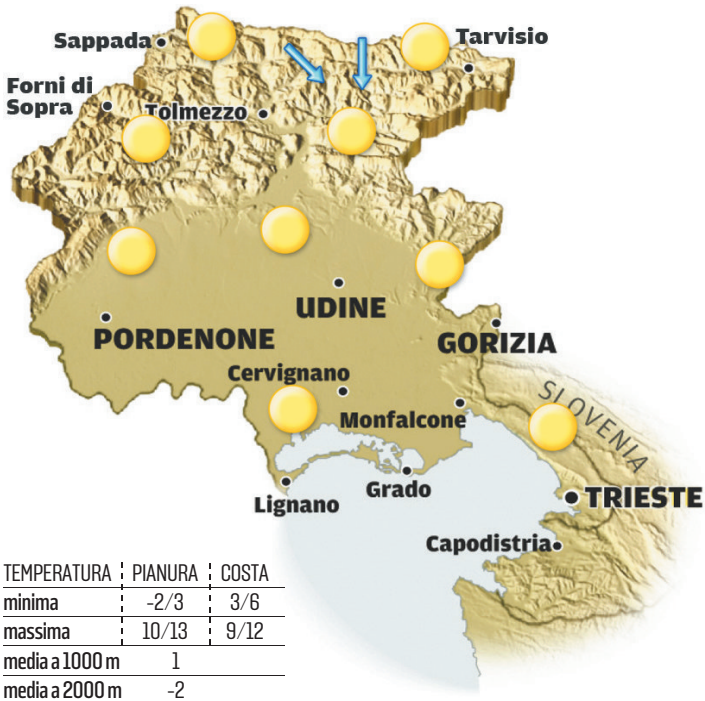 Sappada
Tarvisio
Forni di
Sopra
Tolmezzo
UDINE
PORDENONE
GORIZIA
Cervignano
SLOVENIA
Monfalcone
Grado
Lignano
TRIESTE
Capodistria
TEMPERATURA PIANURA COSTA
minima -2/3 3/6
massima 10/13 9/12
media a 1000 m 1
media a 2000 m -2